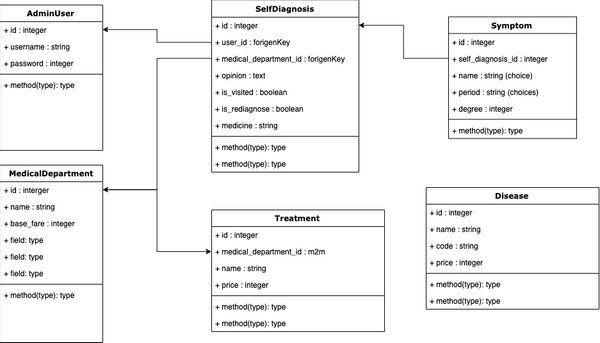 AdminUser
+ id : integer
+ username : string
+ password : integer
+ method(type): type
SelfDiagnosis
+ id : integer
+ user_id : forigenKey
+ medical_department_id : forigenKey
+ opinion : text
+ is_visited : boolean
+ is_rediagnose : boolean
+ medicine : string
+ method(type): type
+ method(type): type
Symptom
+ id : integer
+ self_diagnosis_id : integer
+ name : string (choice)
+ period : string (choices)
+ degree : integer
+ method(type): type
MedicalDepartment
+ id : interger
+ name : string
+ base_fare : integer
+ field: type
+ field: type
+ field: type
+ method(type): type
Treatment
+ id : integer
+ medical_department_id : m2m
+ name : string
+ price : integer
+ method(type): type
+ method(type): type
Disease
+ id : integer
+ name : string
+ code : string
+ price : integer
+ method(type): type
+ method(type): type